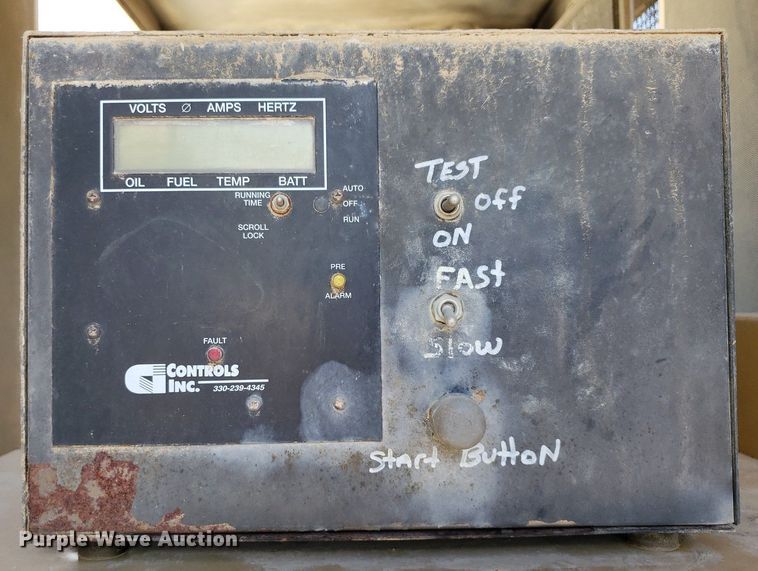 VOLTS Ø AMPS HERTZ
OIL FUEL TEMP BATT
RUNNING
TIME
SCROLL
LOCK
AUTO
OFF
RUN
PRE
ALARM
FAULT
CONTROLS
INC. 330-239-4345
TEST
OFF
ON
FAST
Slow
Start Button
Purple Wave Auction